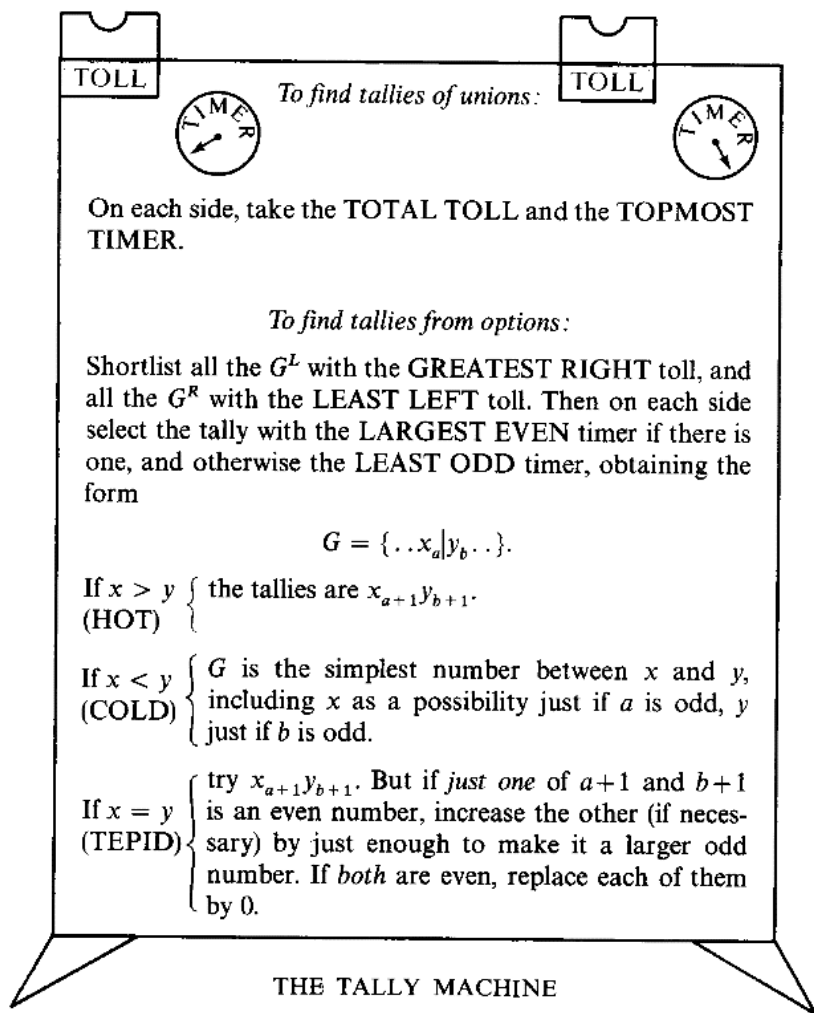 TOLL
TOLL
TIMER
To find tallies of unions:
TIMER
On each side, take the TOTAL TOLL and the TOPMOST
TIMER.
To find tallies from options:
Shortlist all the G^L with the GREATEST RIGHT toll, and
all the G^R with the LEAST LEFT toll. Then on each side
select the tally with the LARGEST EVEN timer if there is
one, and otherwise the LEAST ODD timer, obtaining the
form
G = {..x_a|y_b..}.
If x > y { the tallies are x_{a+1}y_{b+1}.
(HOT)
G is the simplest number between x and y,
If x < y { including x as a possibility just if a is odd, y
(COLD) just if b is odd.
try x_{a+1}y_{b+1}. But if just one of a+1 and b+1
is an even number, increase the other (if neces-
If x = y { sary) by just enough to make it a larger odd
(TEPID) number. If both are even, replace each of them
by 0.
THE TALLY MACHINE